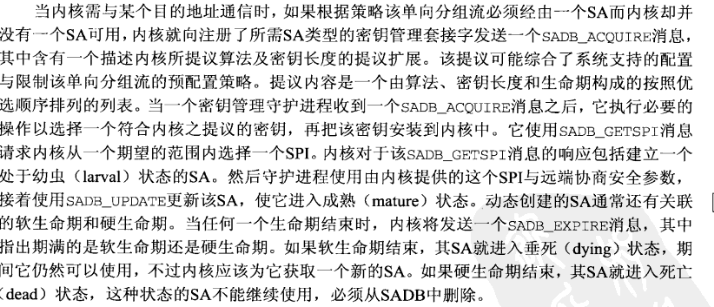 当内核需与某个目的地址通信时，如果根据策略该单向分组流必须经由一个SA而内核却并
没有一个SA可用，内核就向注册了所需SA类型的密钥管理套接字发送一个SADB_ACQUIRE消息，
其中含有一个描述内核所提议算法及密钥长度的提议扩展。该提议可能综合了系统支持的配置
与限制该单向分组流的预配置策略。提议内容是一个由算法、密钥长度和生命期构成的按照优
选顺序排列的列表。当一个密钥管理守护进程收到一个SADB_ACQUIRE消息之后，它执行必要的
操作以选择一个符合内核之提议的密钥，再把该密钥安装到内核中。它使用SADB_GETSPI消息
请求内核从一个期望的范围内选择一个SPI。内核对于该SADB_GETSPI消息的响应包括建立一个
处于幼虫（larval）状态的SA。然后守护进程使用由内核提供的这个SPI与远端协商安全参数，
接着使用SADB_UPDATE更新该SA，使它进入成熟（mature）状态。动态创建的SA通常还有关联
的软生命期和硬生命期。当任何一个生命期结束时，内核将发送一个SADB_EXPIRE消息，其中
指出期满的是软生命期还是硬生命期。如果软生命期结束，其SA就进入垂死（dying）状态，期
间它仍然可以使用，不过内核应该为它获取一个新的SA。如果硬生命期结束，其SA就进入死亡
（dead）状态，这种状态的SA不能继续使用，必须从SADB中删除。